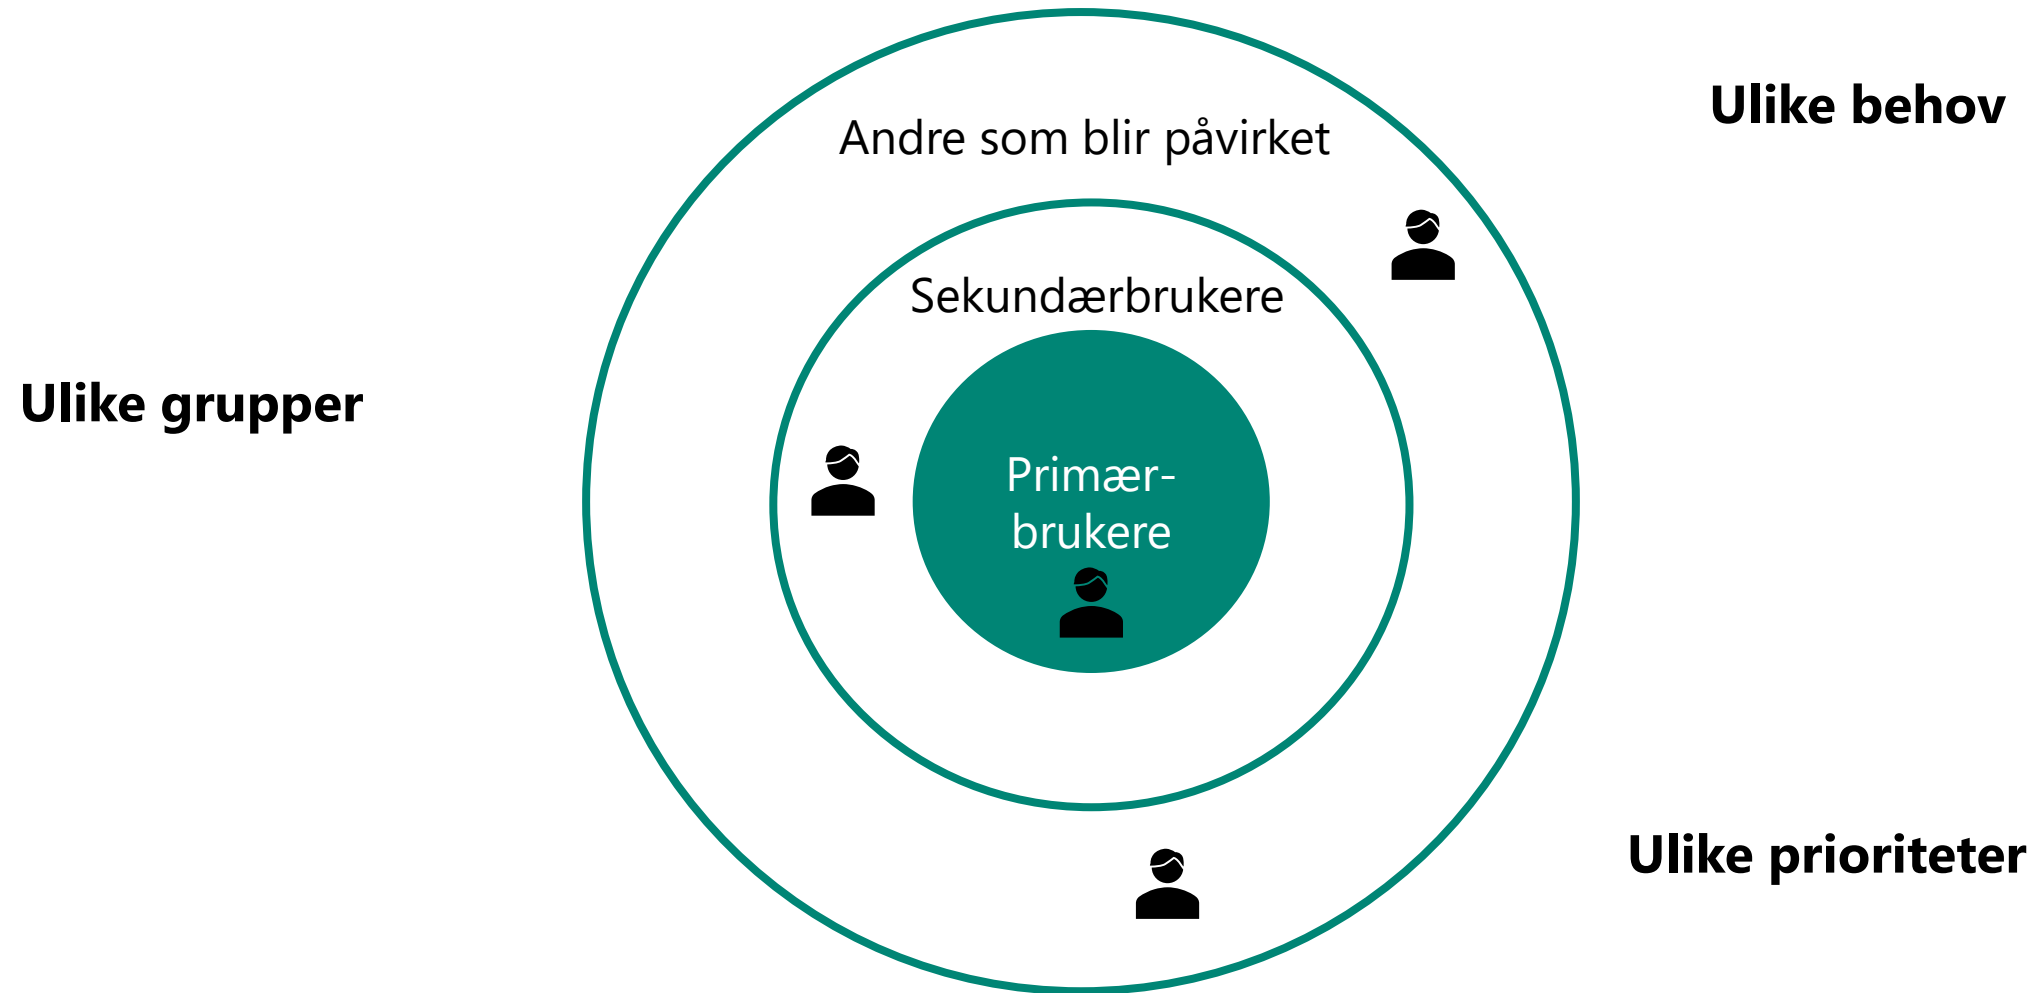 Ulike behov
Andre som blir påvirket
Sekundærbrukere
Ulike grupper
Primær-
brukere
Ulike prioriteter